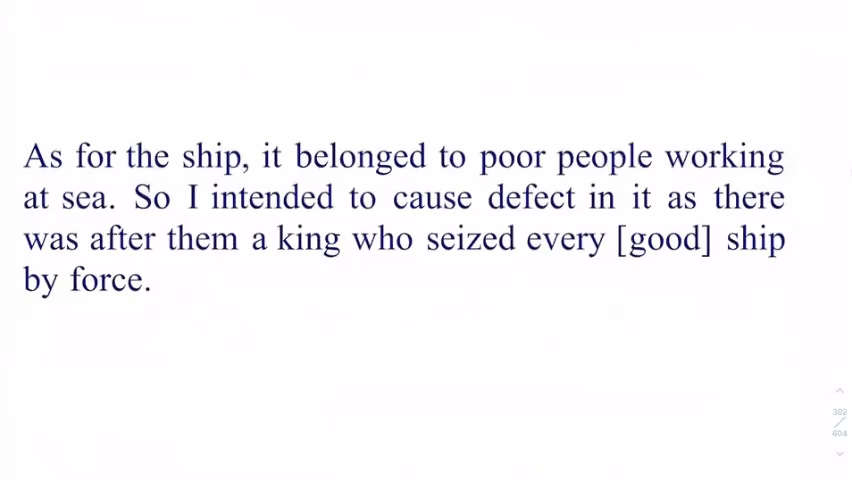 As for the ship, it belonged to poor people working
at sea. So I intended to cause defect in it as there
was after them a king who seized every [good] ship
by force.
302
604